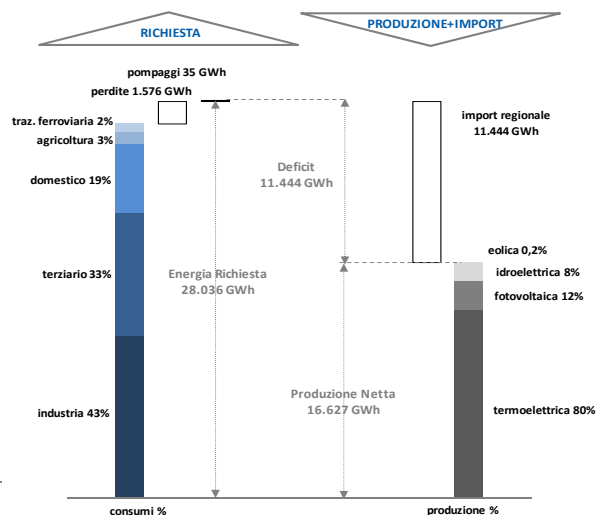 RICHIESTA
PRODUZIONE+IMPORT
pompaggi 35 GWh
perdite 1.576 GWh
traz. ferroviaria 2%
agricoltura 3%
domestico 19%
terziario 33%
industria 43%
consumi %
Energia Richiesta
28.036 GWh
Deficit
11.444 GWh
Produzione Netta
16.627 GWh
import regionale
11.444 GWh
eolica 0,2%
idroelettrica 8%
fotovoltaica 12%
termoelettrica 80%
produzione %